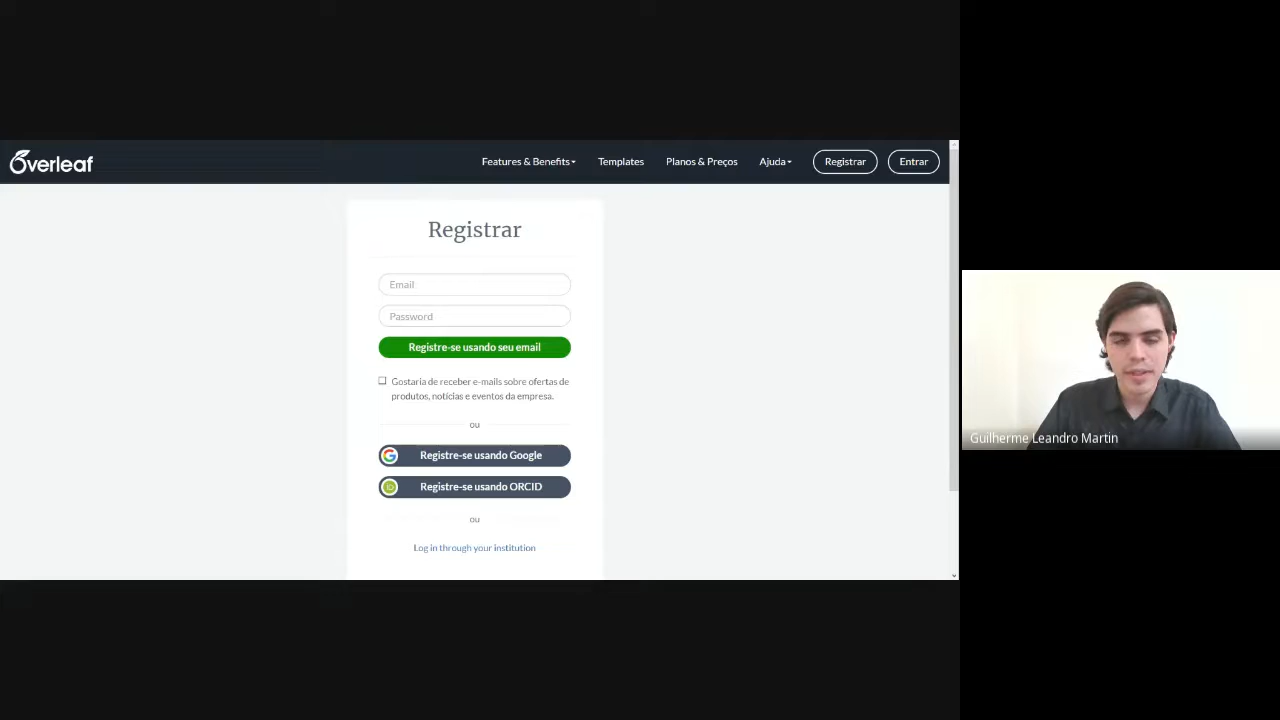 Overleaf
Features & Benefits
Templates
Planos & Preços
Ajuda
Registrar
Entrar
Registrar
Email
Password
Registre-se usando seu email
Gostaria de receber e-mails sobre ofertas de
produtos, notícias e eventos da empresa.
ou
Registre-se usando Google
Registre-se usando ORCID
ou
Log in through your institution
Guilherme Leandro Martin